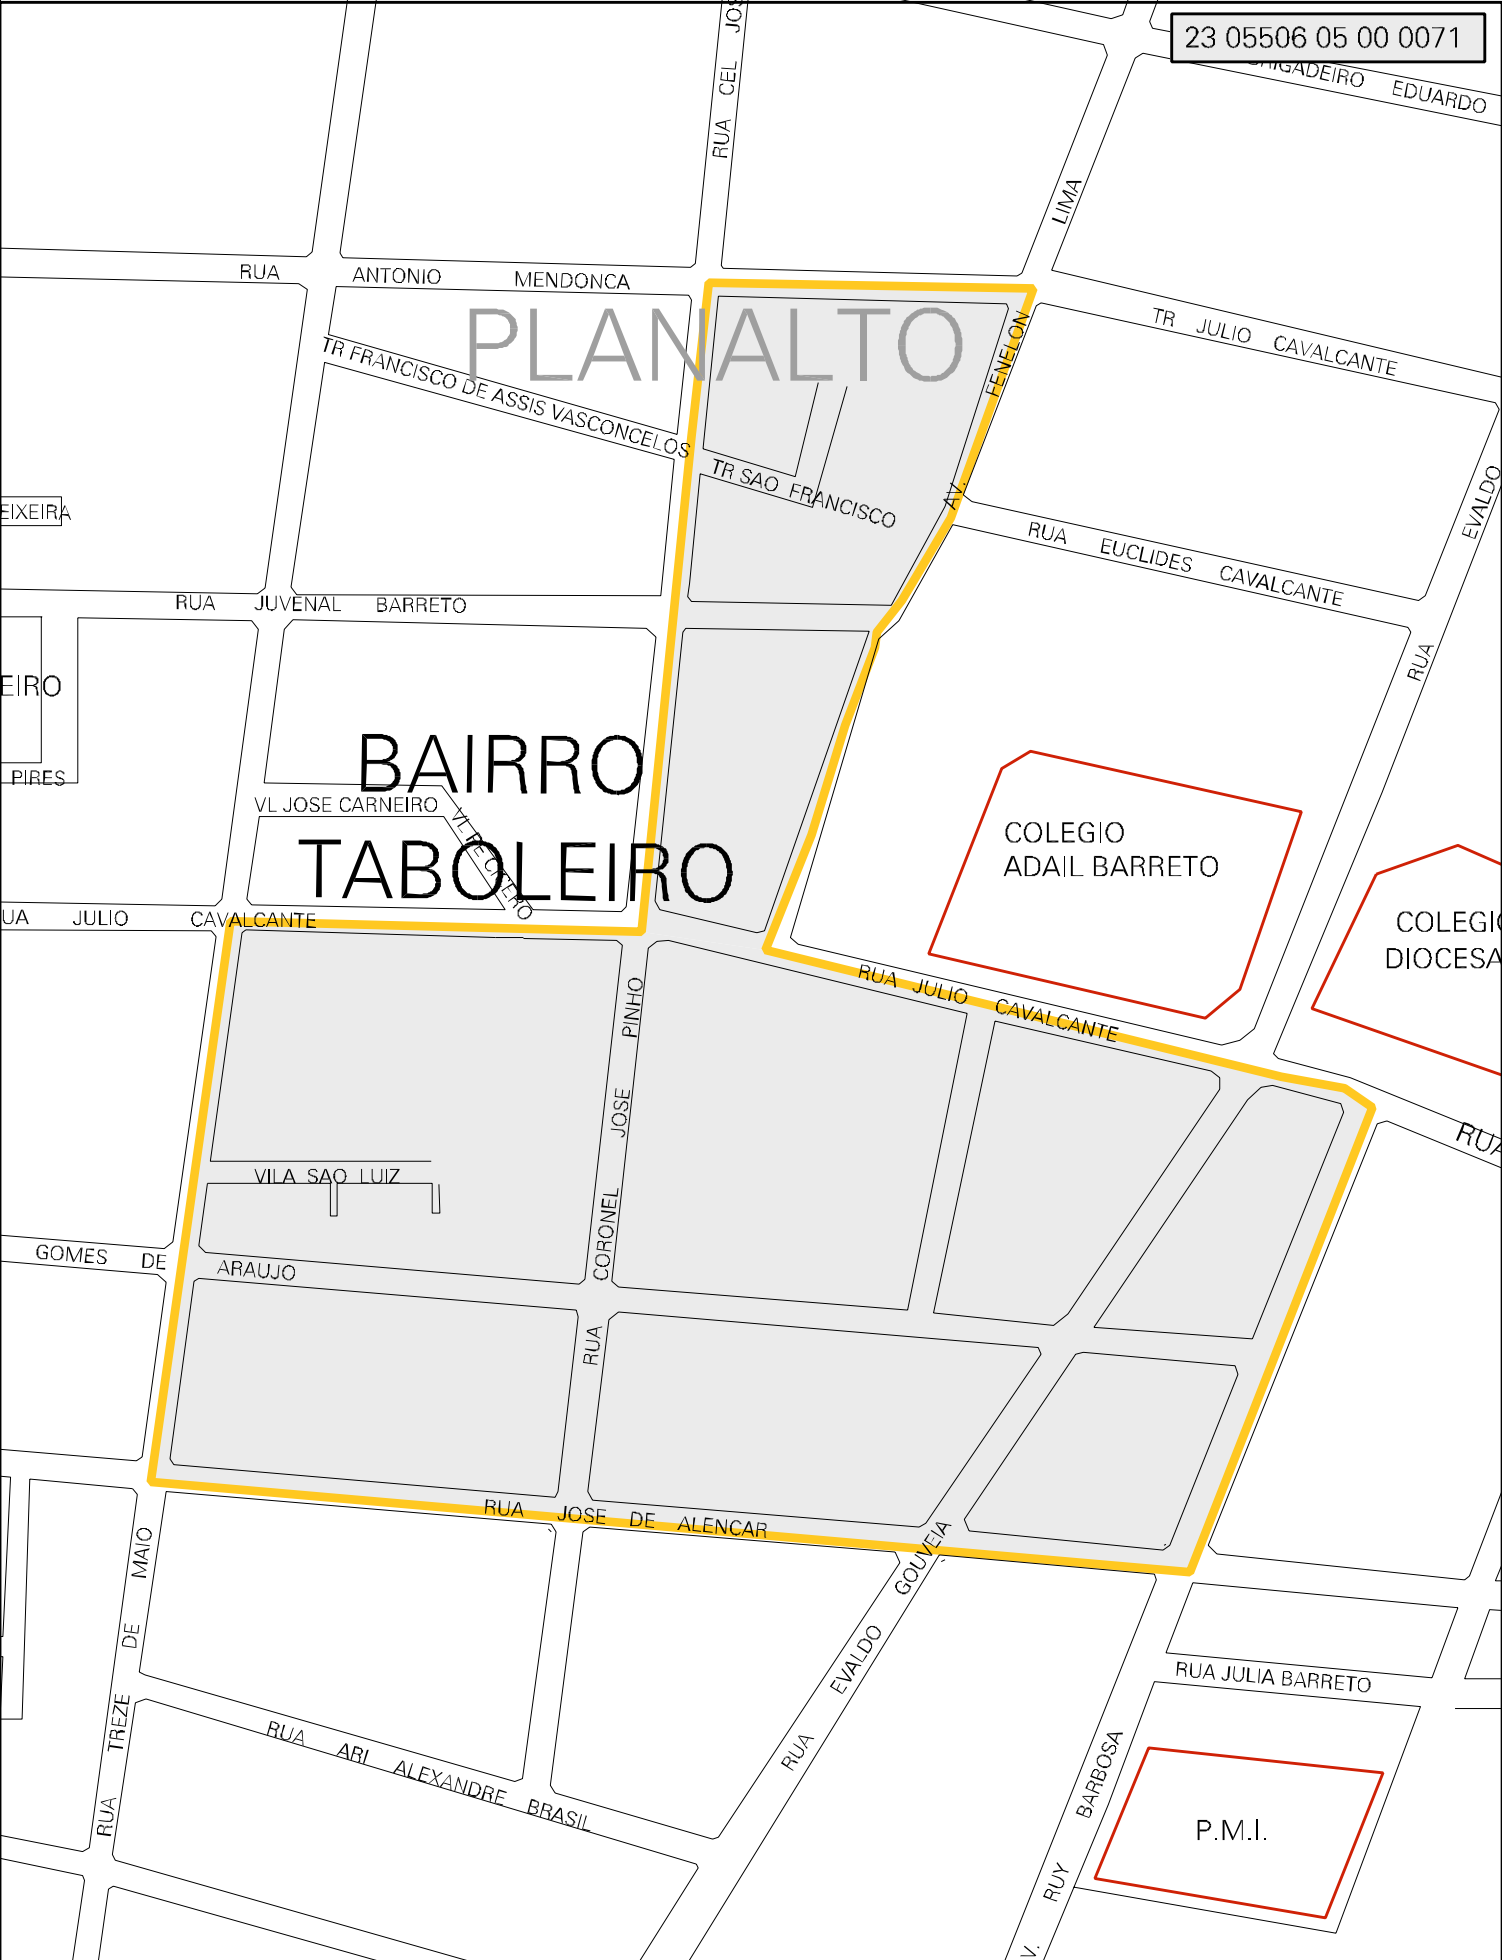 23 05506 05 00 0071
EDUARDO
RUA CEL
LIMA
RUA ANTONIO MENDONCA
PLANALTO
TR JULIO CAVALCANTE
AV. FENELON
TR FRANCISCO DE ASSIS VASCONCELOS
TR SAO FRANCISCO
RUA EUCLIDES CAVALCANTE
RUA EVALDO
EIXEIRA
RUA JUVENAL BARRETO
EIRO
PIRES
BAIRRO
TABOLEIRO
VL JOSE CARNEIRO
VL PE CICERO
COLEGIO
ADAIL BARRETO
COLEGIO
DIOCESA
UA JULIO CAVALCANTE
RUA JULIO CAVALCANTE
RUA CORONEL JOSE PINHO
RUA
VILA SAO LUIZ
GOMES DE ARAUJO
RUA JOSE DE ALENCAR
RUA EVALDO GOUVEIA
RUA TREZE DE MAIO
RUA JULIA BARRETO
RUA ARI ALEXANDRE BRASIL
V. RUY BARBOSA
P.M.I.